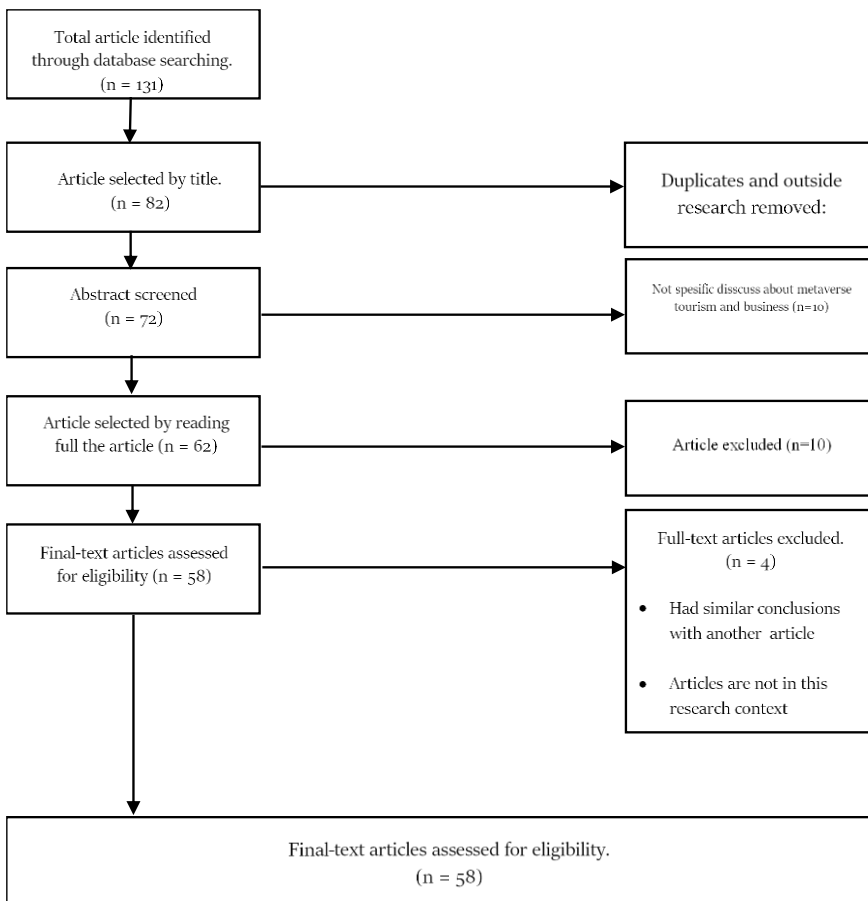 Total article identified
through database searching.
(n = 131)
Article selected by title.
(n = 82)
Duplicates and outside
research removed:
Abstract screened
(n = 72)
Not spesific disscuss about metaverse
tourism and business (n=10)
Article selected by reading
full the article (n = 62)
Article excluded (n=10)
Final-text articles assessed
for eligibility (n = 58)
Full-text articles excluded.
(n = 4)
• Had similar conclusions
with another article
• Articles are not in this
research context
Final-text articles assessed for eligibility.
(n = 58)